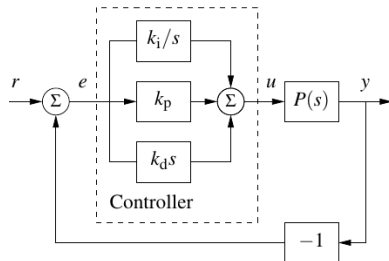 k_i/s
r
Σ
e
k_p
Σ
u
P(s)
y
k_d s
Controller
−1